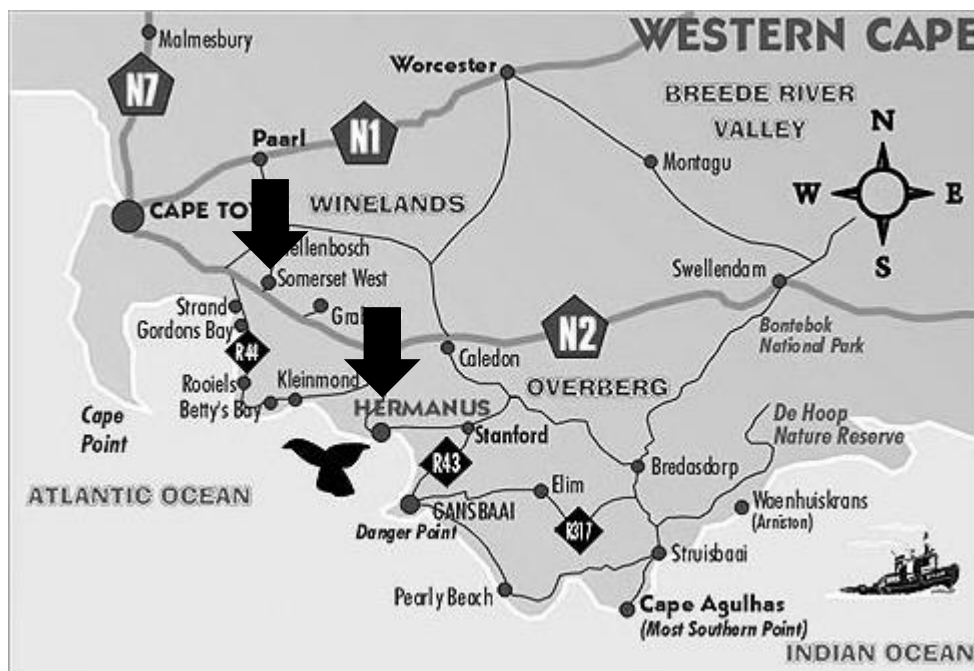 WESTERN CAPE
Malmesbury
Worcester
N7
BREEDE RIVER
VALLEY
N1
Paarl
N
Montagu
W
E
CAPE TO
WINELANDS
S
ellenbosch
Somerset West
Swellendam
Strand
Gra
Gordons Bay
N2
Bontebok
National Park
R44
Caledon
Rooiels
Kleinmond
OVERBERG
Betty's Bay
HERMANUS
Cape
Point
De Hoop
Nature Reserve
Stanford
R43
Bredasdorp
ATLANTIC OCEAN
Elim
Waenhuiskrans
(Arniston)
GANSBAAI
Danger Point
R317
Struisbaai
Pearly Beach
Cape Agulhas
(Most Southern Point)
INDIAN OCEAN